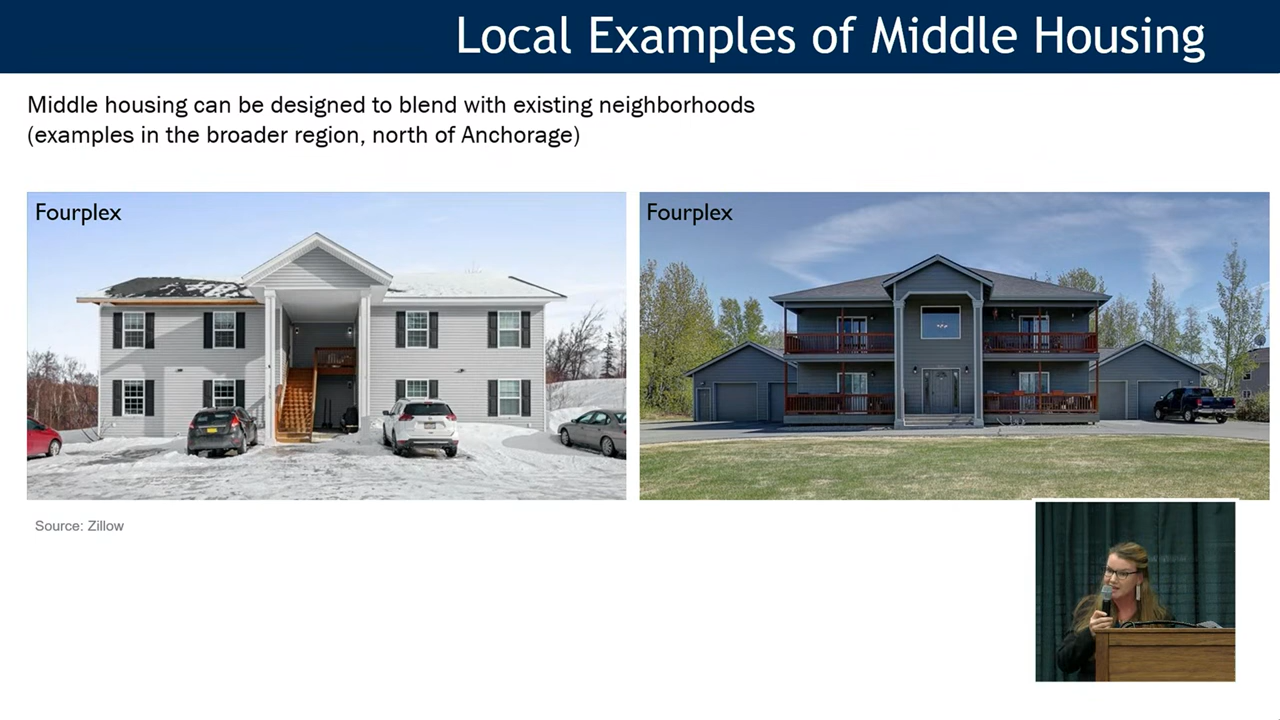 Local Examples of Middle Housing
Middle housing can be designed to blend with existing neighborhoods
(examples in the broader region, north of Anchorage)
Fourplex
Fourplex
Source: Zillow